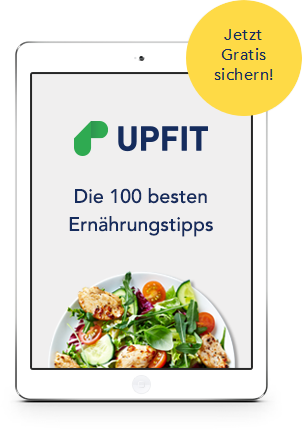 Jetzt
Gratis
sichern!
UPFIT
Die 100 besten
Ernährungstipps